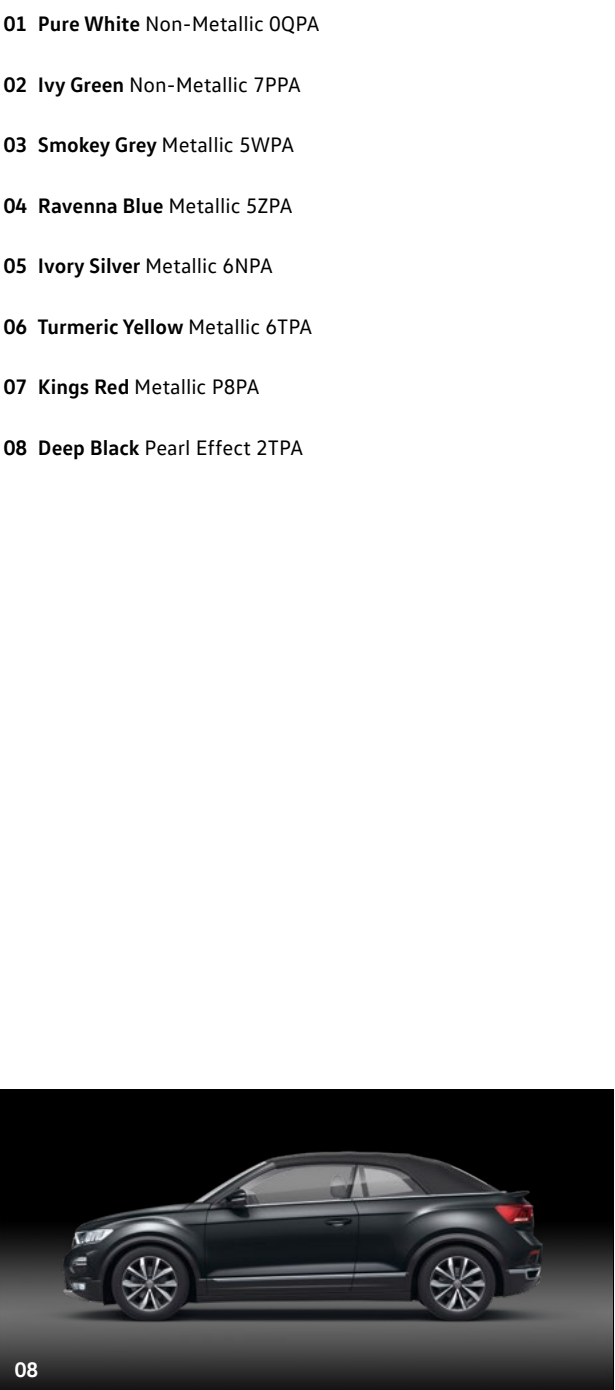 01 Pure White Non-Metallic 0QPA
02 Ivy Green Non-Metallic 7PPA
03 Smokey Grey Metallic 5WPA
04 Ravenna Blue Metallic 5ZPA
05 Ivory Silver Metallic 6NPA
06 Turmeric Yellow Metallic 6TPA
07 Kings Red Metallic P8PA
08 Deep Black Pearl Effect 2TPA
08